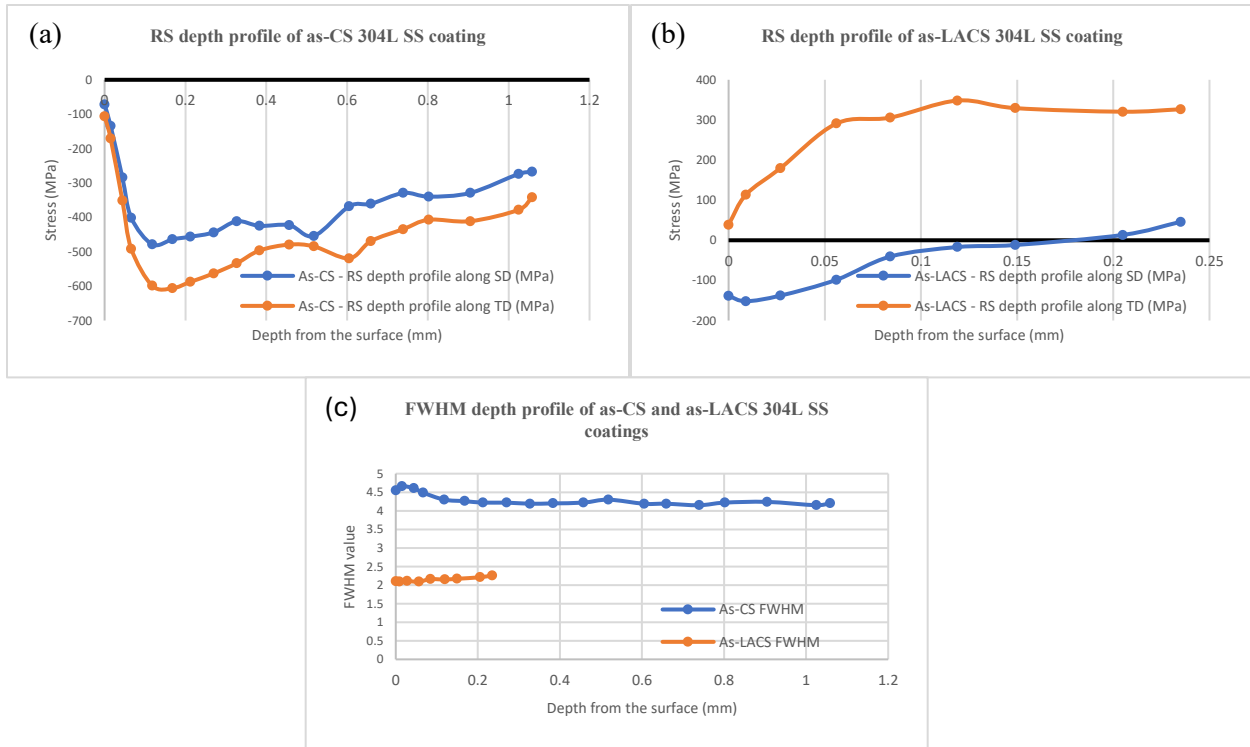 (a)
RS depth profile of as-CS 304L SS coating
0
-100
-200
-300
-400
-500
-600
-700
0
0.2
0.4
0.6
0.8
1
1.2
Stress (MPa)
As-CS - RS depth profile along SD (MPa)
As-CS - RS depth profile along TD (MPa)
Depth from the surface (mm)
(b)
RS depth profile of as-LACS 304L SS coating
400
300
200
100
0
-100
-200
0
0.05
0.1
0.15
0.2
0.25
Stress (MPa)
As-LACS - RS depth profile along SD (MPa)
As-LACS - RS depth profile along TD (MPa)
Depth from the surface (mm)
(c)
FWHM depth profile of as-CS and as-LACS 304L SS
coatings
5
4.5
4
3.5
3
2.5
2
1.5
1
0.5
0
0
0.2
0.4
0.6
0.8
1
1.2
FWHM value
As-CS FWHM
As-LACS FWHM
Depth from the surface (mm)